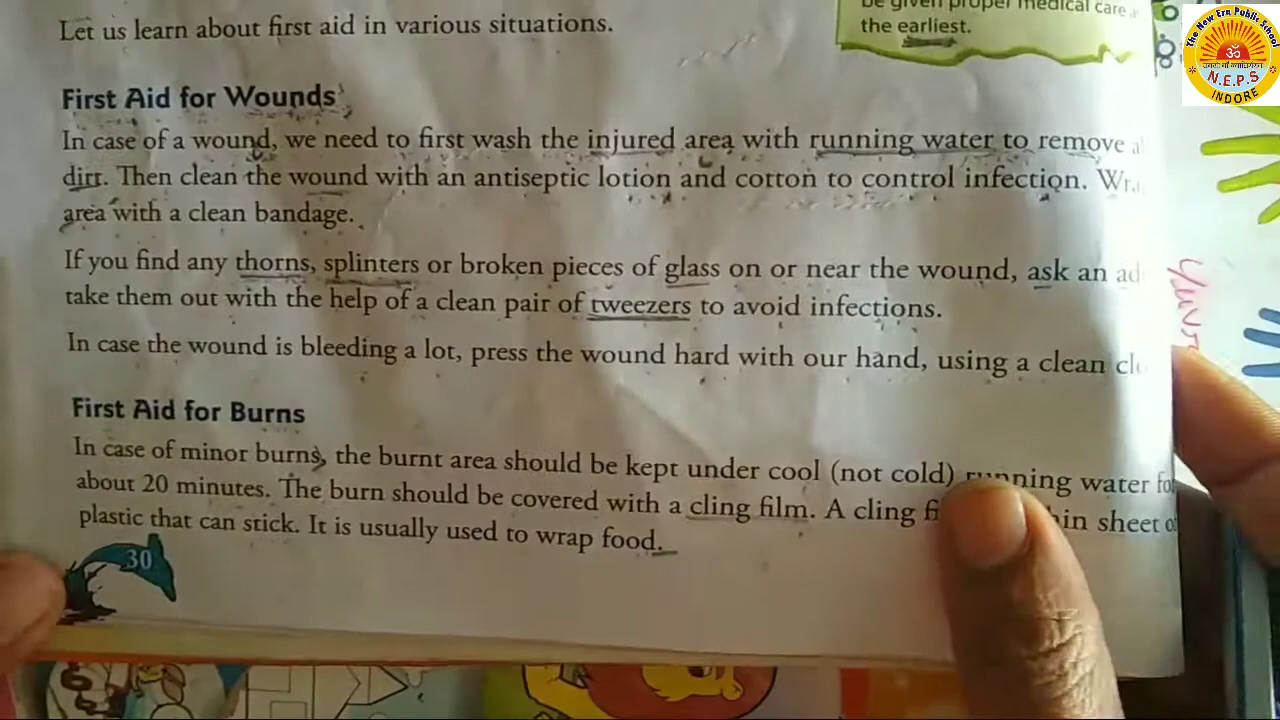 be given proper medical care
the earliest.
Let us learn about first aid in various situations.
First Aid for Wounds
In case of a wound, we need to first wash the injured area with running water to remove
dirt. Then clean the wound with an antiseptic lotion and cotton to control infection.
area with a clean bandage.
If you find any thorns, splinters or broken pieces of glass on or near the wound, ask an
take them out with the help of a clean pair of tweezers to avoid infections.
In case the wound is bleeding a lot, press the wound hard with our hand, using a clean
First Aid for Burns
In case of minor burns, the burnt area should be kept under cool (not cold) running water
about 20 minutes. The burn should be covered with a cling film. A cling sheet
plastic that can stick. It is usually used to wrap food.
30
The New Era Public School
N.E.P.S
INDORE